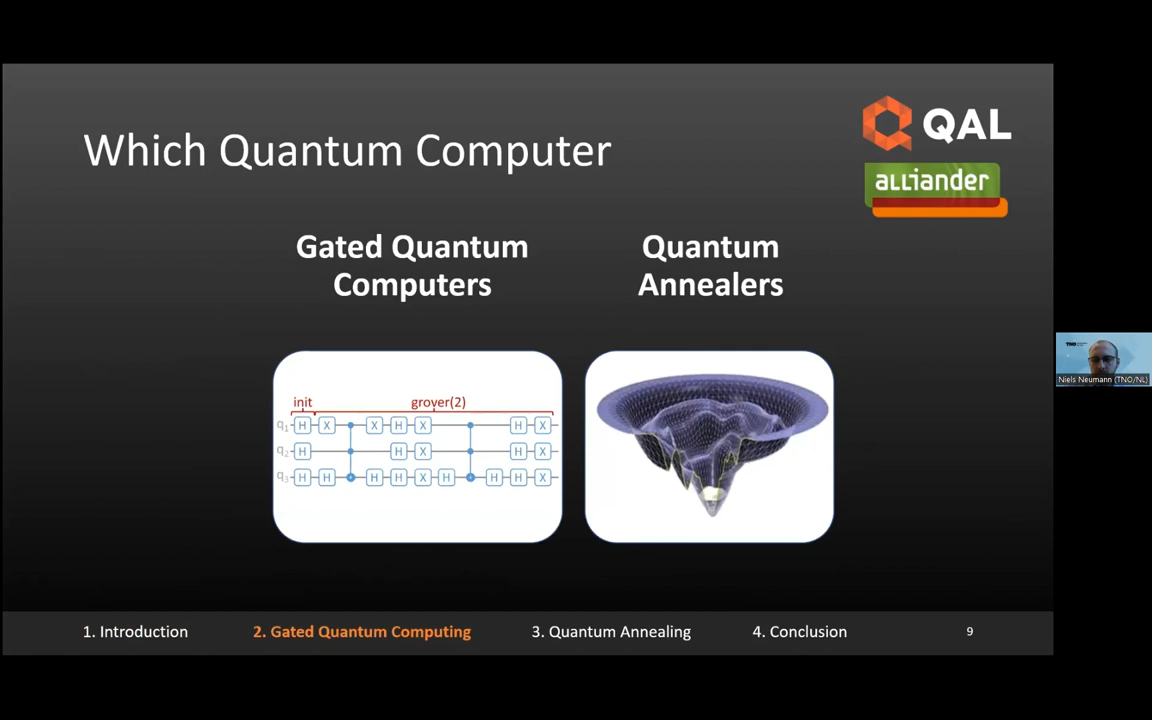 Which Quantum Computer
QAL
alliander
Gated Quantum
Computers
Quantum
Annealers
init
grover(2)
q1 H X X H X H X
q2 H H X H X
q3 H H H H X H H H X
TNO
Niels Neumann (TNO/NL)
1. Introduction
2. Gated Quantum Computing
3. Quantum Annealing
4. Conclusion
9